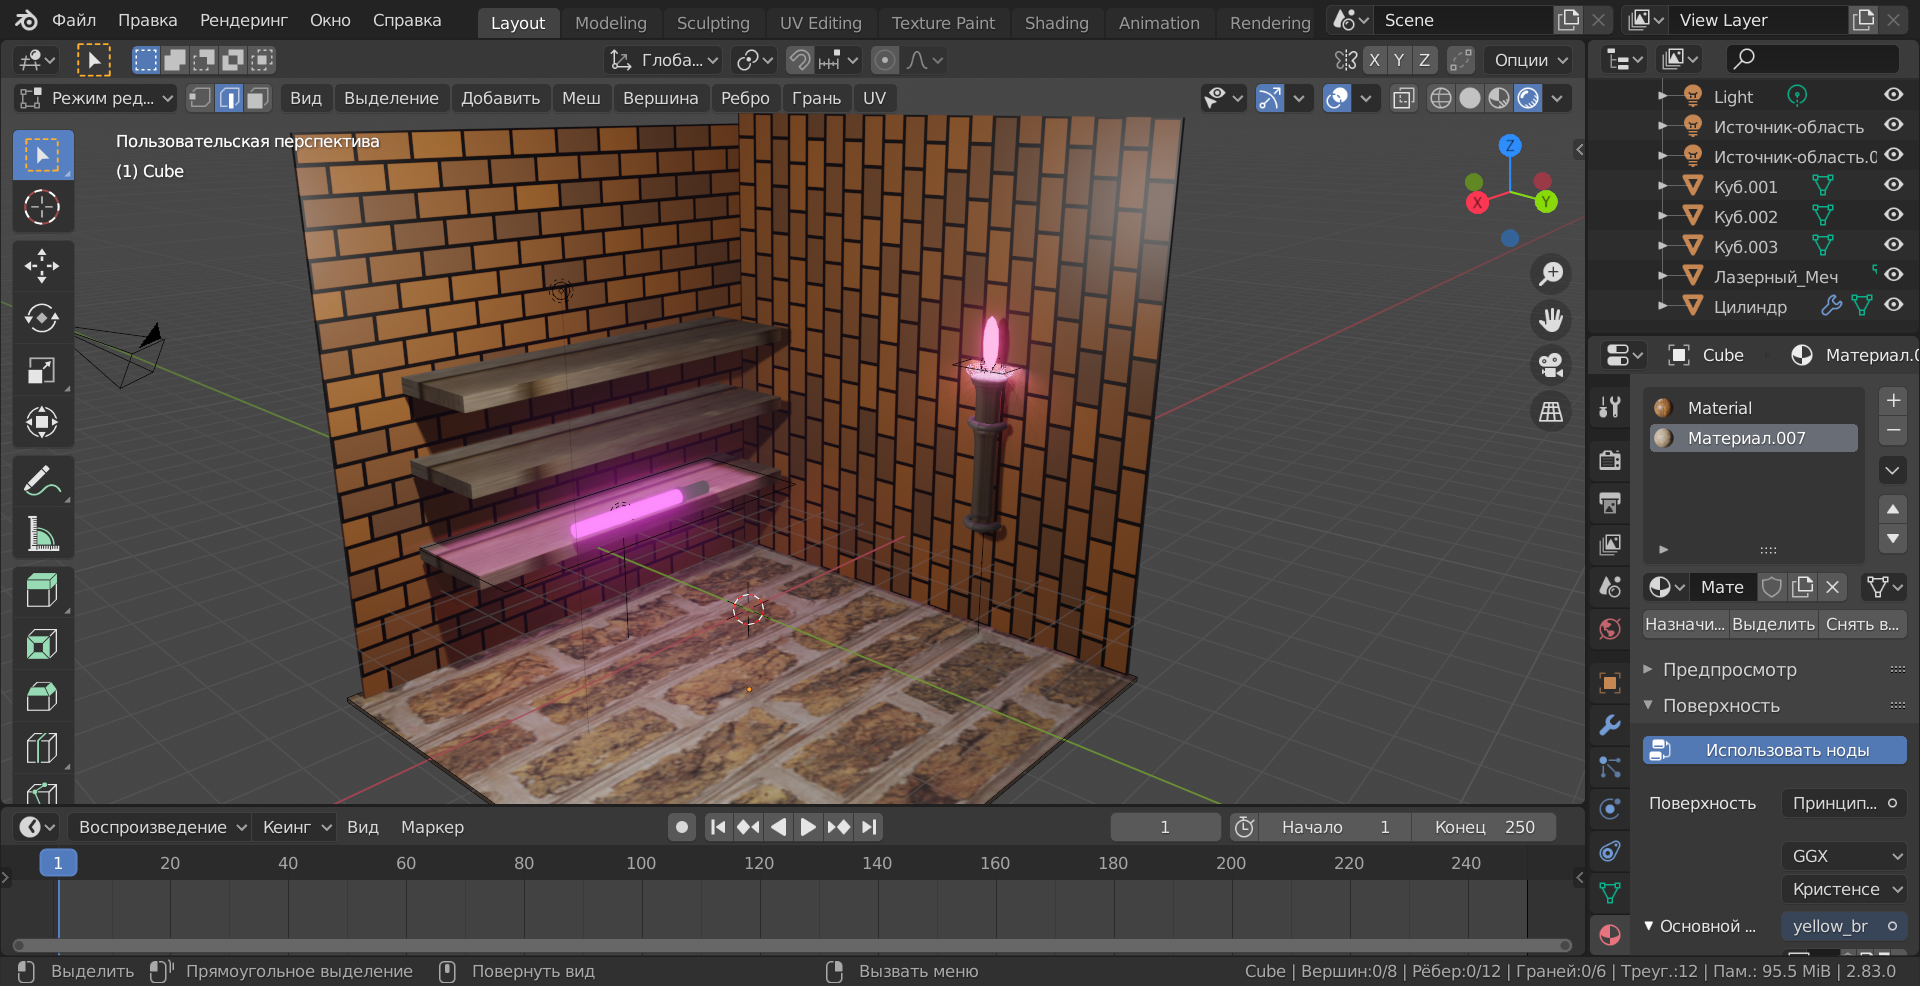 Файл Правка Рендеринг Окно Справка Layout Modeling Sculpting UV Editing Texture Paint Shading Animation Rendering Scene View Layer
Глоба... X Y Z Опции
Режим ред... Вид Выделение Добавить Меш Вершина Ребро Грань UV
Пользовательская перспектива
(1) Cube
Z
X
Y
Light
Источник-область
Источник-область.0
Куб.001
Куб.002
Куб.003
Лазерный_Меч
Цилиндр
Cube Материал.0
Material
Материал.007
Мате
Назначи... Выделить Снять в...
Предпросмотр
Поверхность
Использовать ноды
Поверхность Принцип...
GGX
Кристенсе
Основной ... yellow_br
Воспроизведение Кеинг Вид Маркер 1 Начало 1 Конец 250
1 20 40 60 80 100 120 140 160 180 200 220 240
Выделить Прямоугольное выделение Повернуть вид Вызвать меню Cube | Вершин:0/8 | Рёбер:0/12 | Граней:0/6 | Треуг.:12 | Пам.: 95.5 MiB | 2.83.0